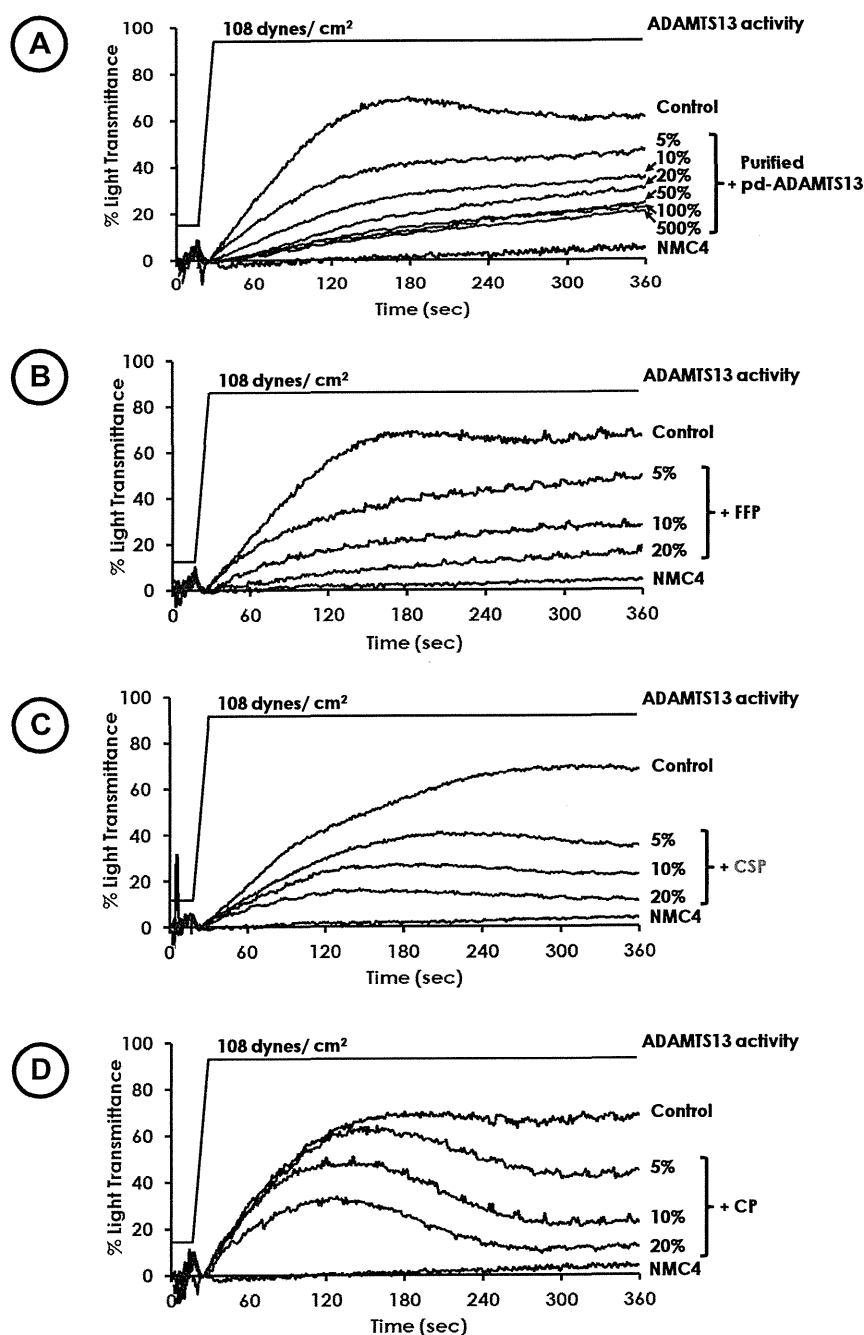 A
108 dynes/ cm²
ADAMTS13 activity
% Light Transmittance
100
80
60
40
20
0
Control
5%
10%
20%
50%
100%
500%
Purified
+ pd-ADAMTS13
NMC4
0 60 120 180 240 300 360
Time (sec)
B
108 dynes/ cm²
ADAMTS13 activity
% Light Transmittance
100
80
60
40
20
0
Control
5%
10%
20%
+ FFP
NMC4
0 60 120 180 240 300 360
Time (sec)
C
108 dynes/ cm²
ADAMTS13 activity
% Light Transmittance
100
80
60
40
20
0
Control
5%
10%
20%
+ CSP
NMC4
0 60 120 180 240 300 360
Time (sec)
D
108 dynes/ cm²
ADAMTS13 activity
% Light Transmittance
100
80
60
40
20
0
Control
5%
10%
20%
+ CP
NMC4
0 60 120 180 240 300 360
Time (sec)